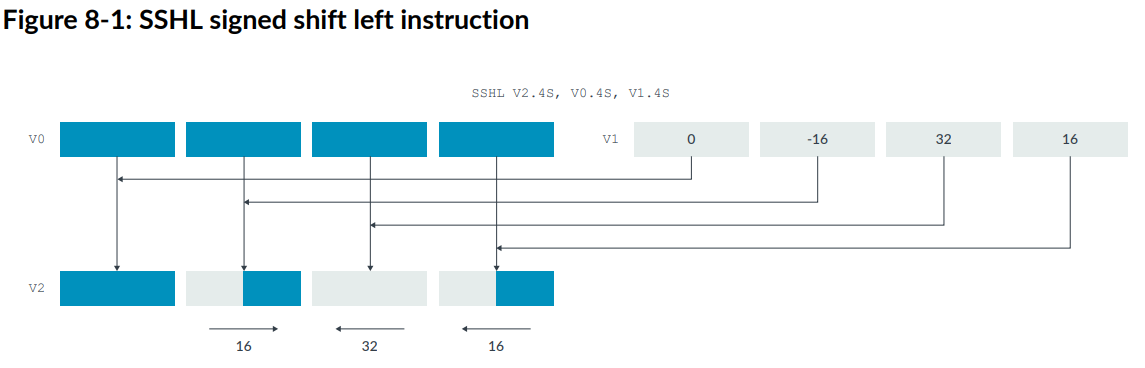 Figure 8-1: SSHL signed shift left instruction
SSHL V2.4S, V0.4S, V1.4S
V0 V1 0 -16 32 16
V2
16 32 16